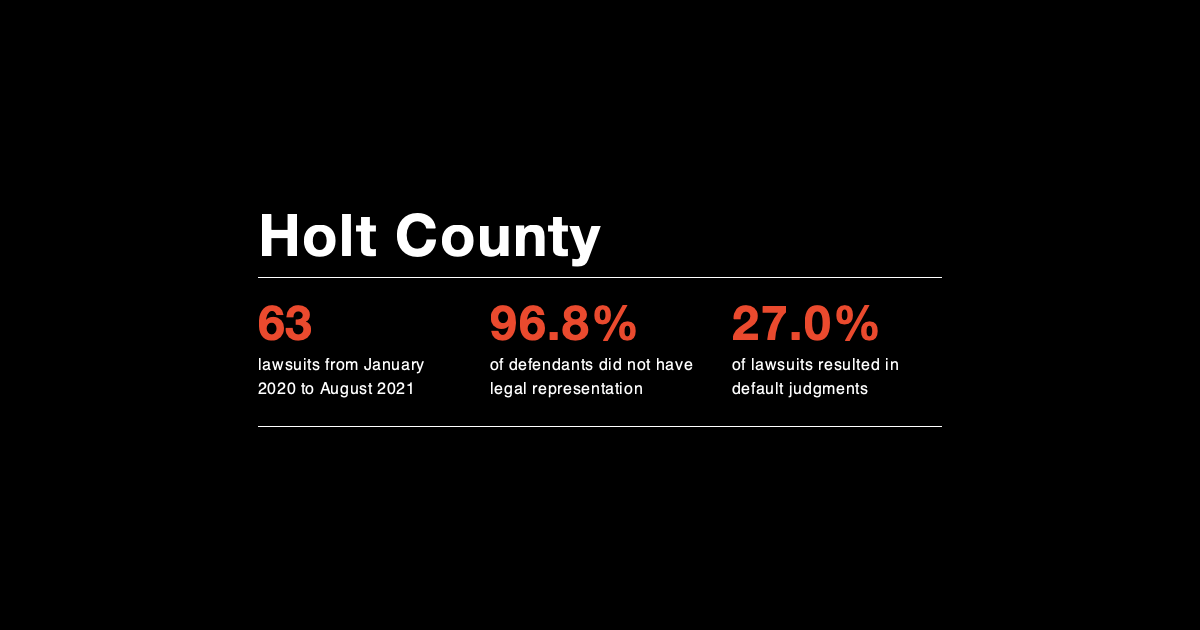 Holt County
63
lawsuits from January
2020 to August 2021
96.8%
of defendants did not have
legal representation
27.0%
of lawsuits resulted in
default judgments